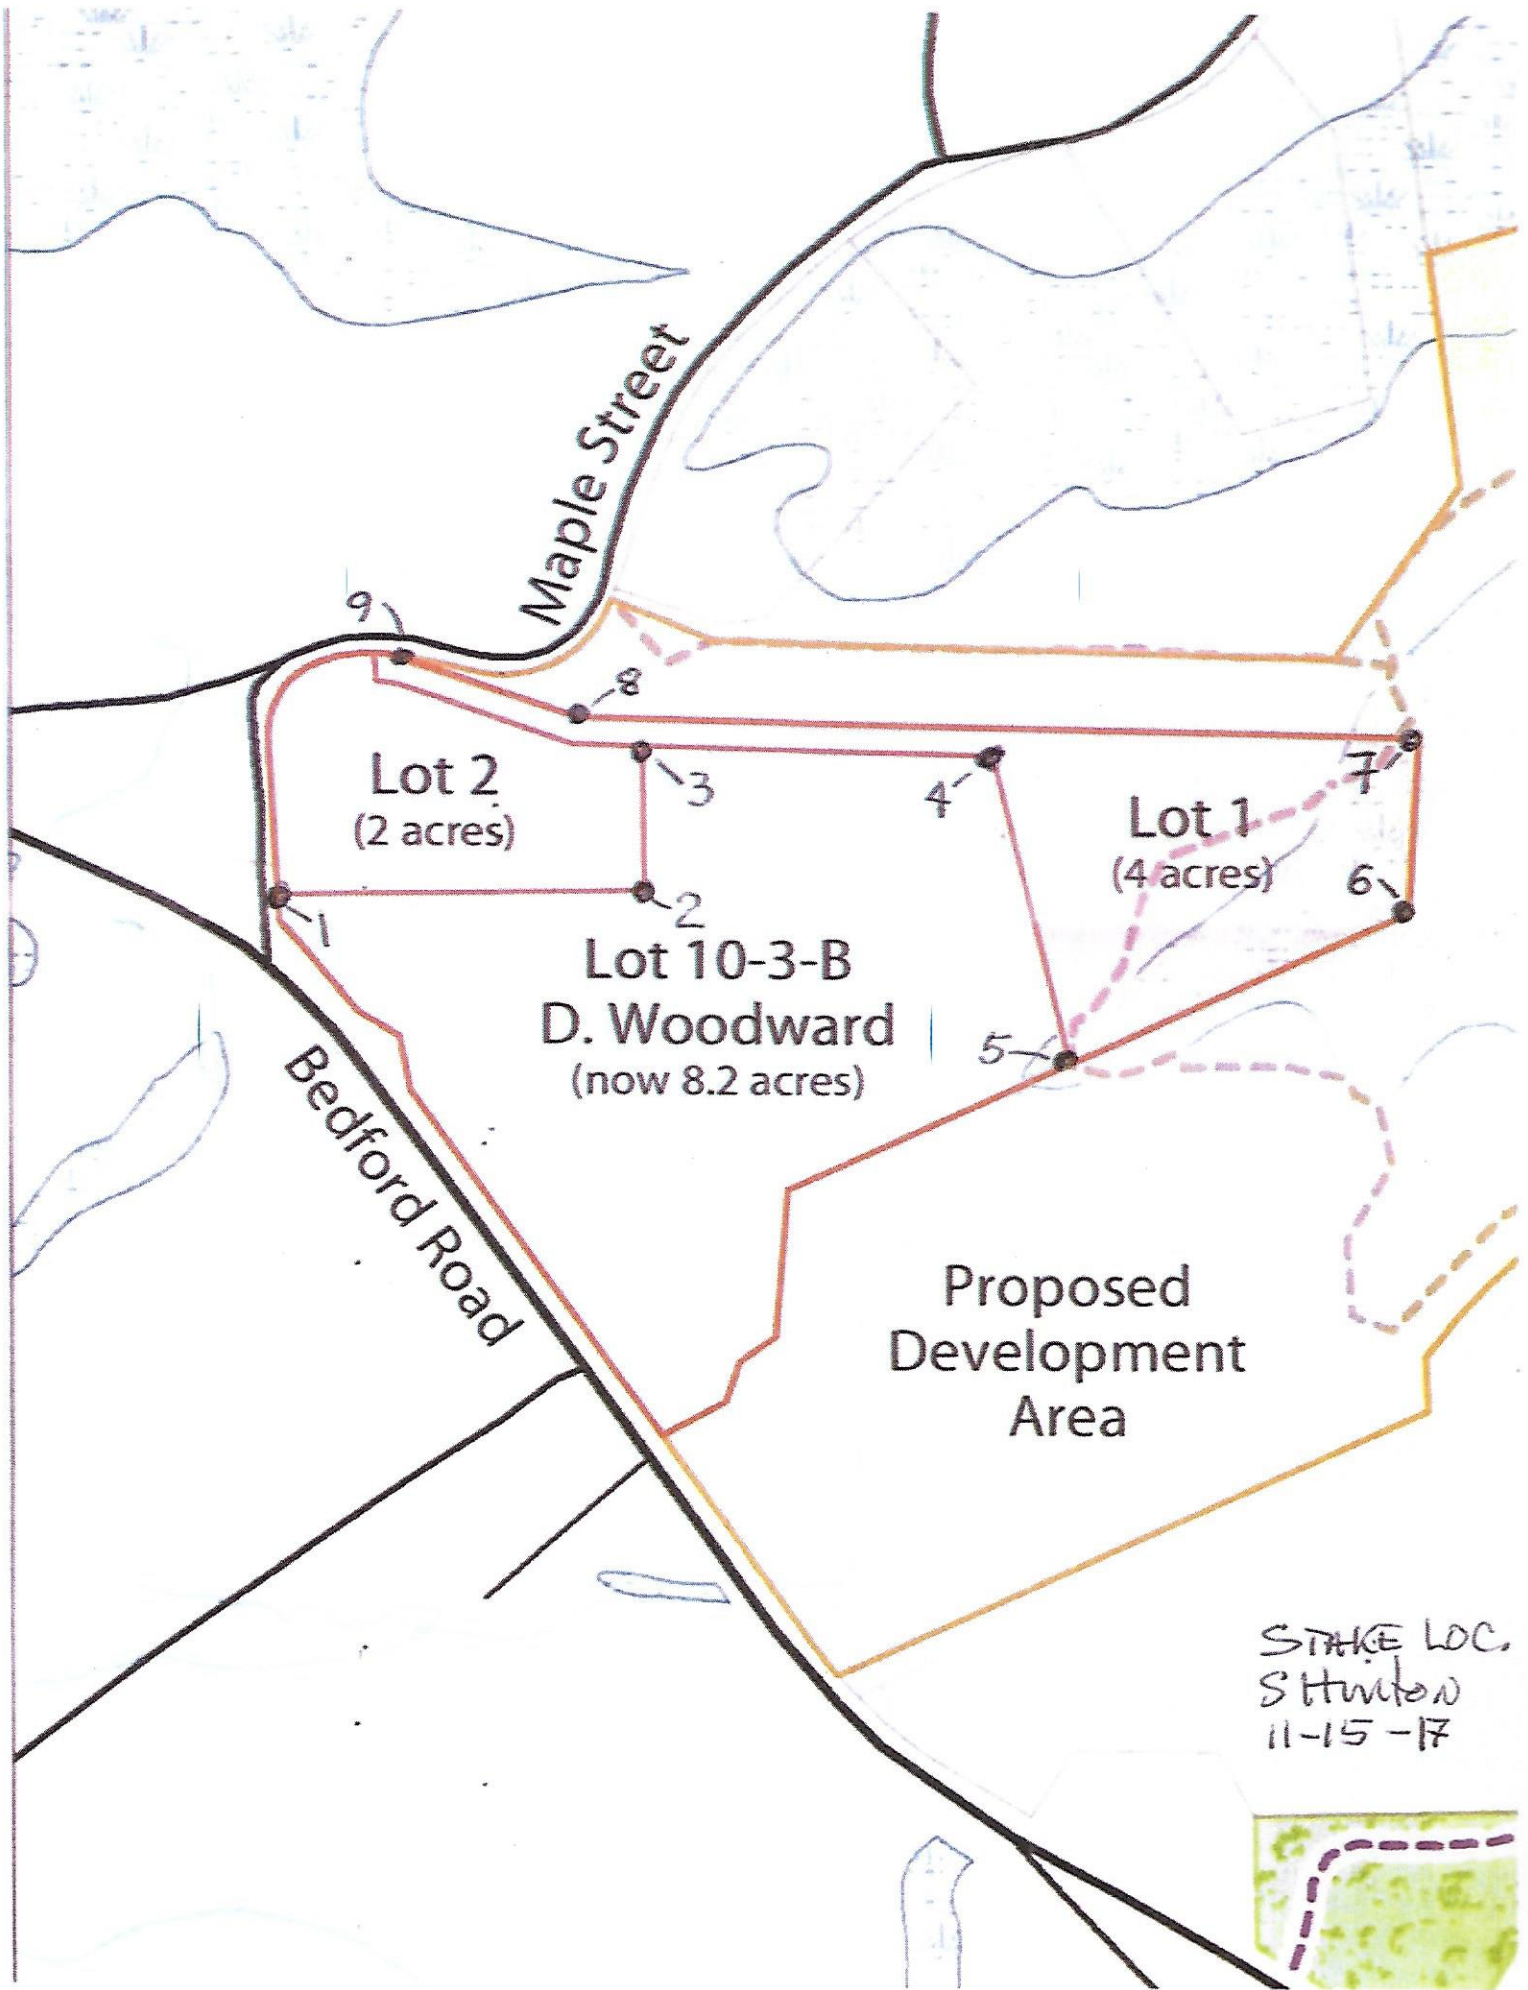 Maple Street
9
8
Lot 2
(2 acres)
3
4
7
Lot 1
(4 acres)
6
1
2
Lot 10-3-B
D. Woodward
(now 8.2 acres)
5
Bedford Road
Proposed
Development
Area
STAKE LOC.
11-15-17